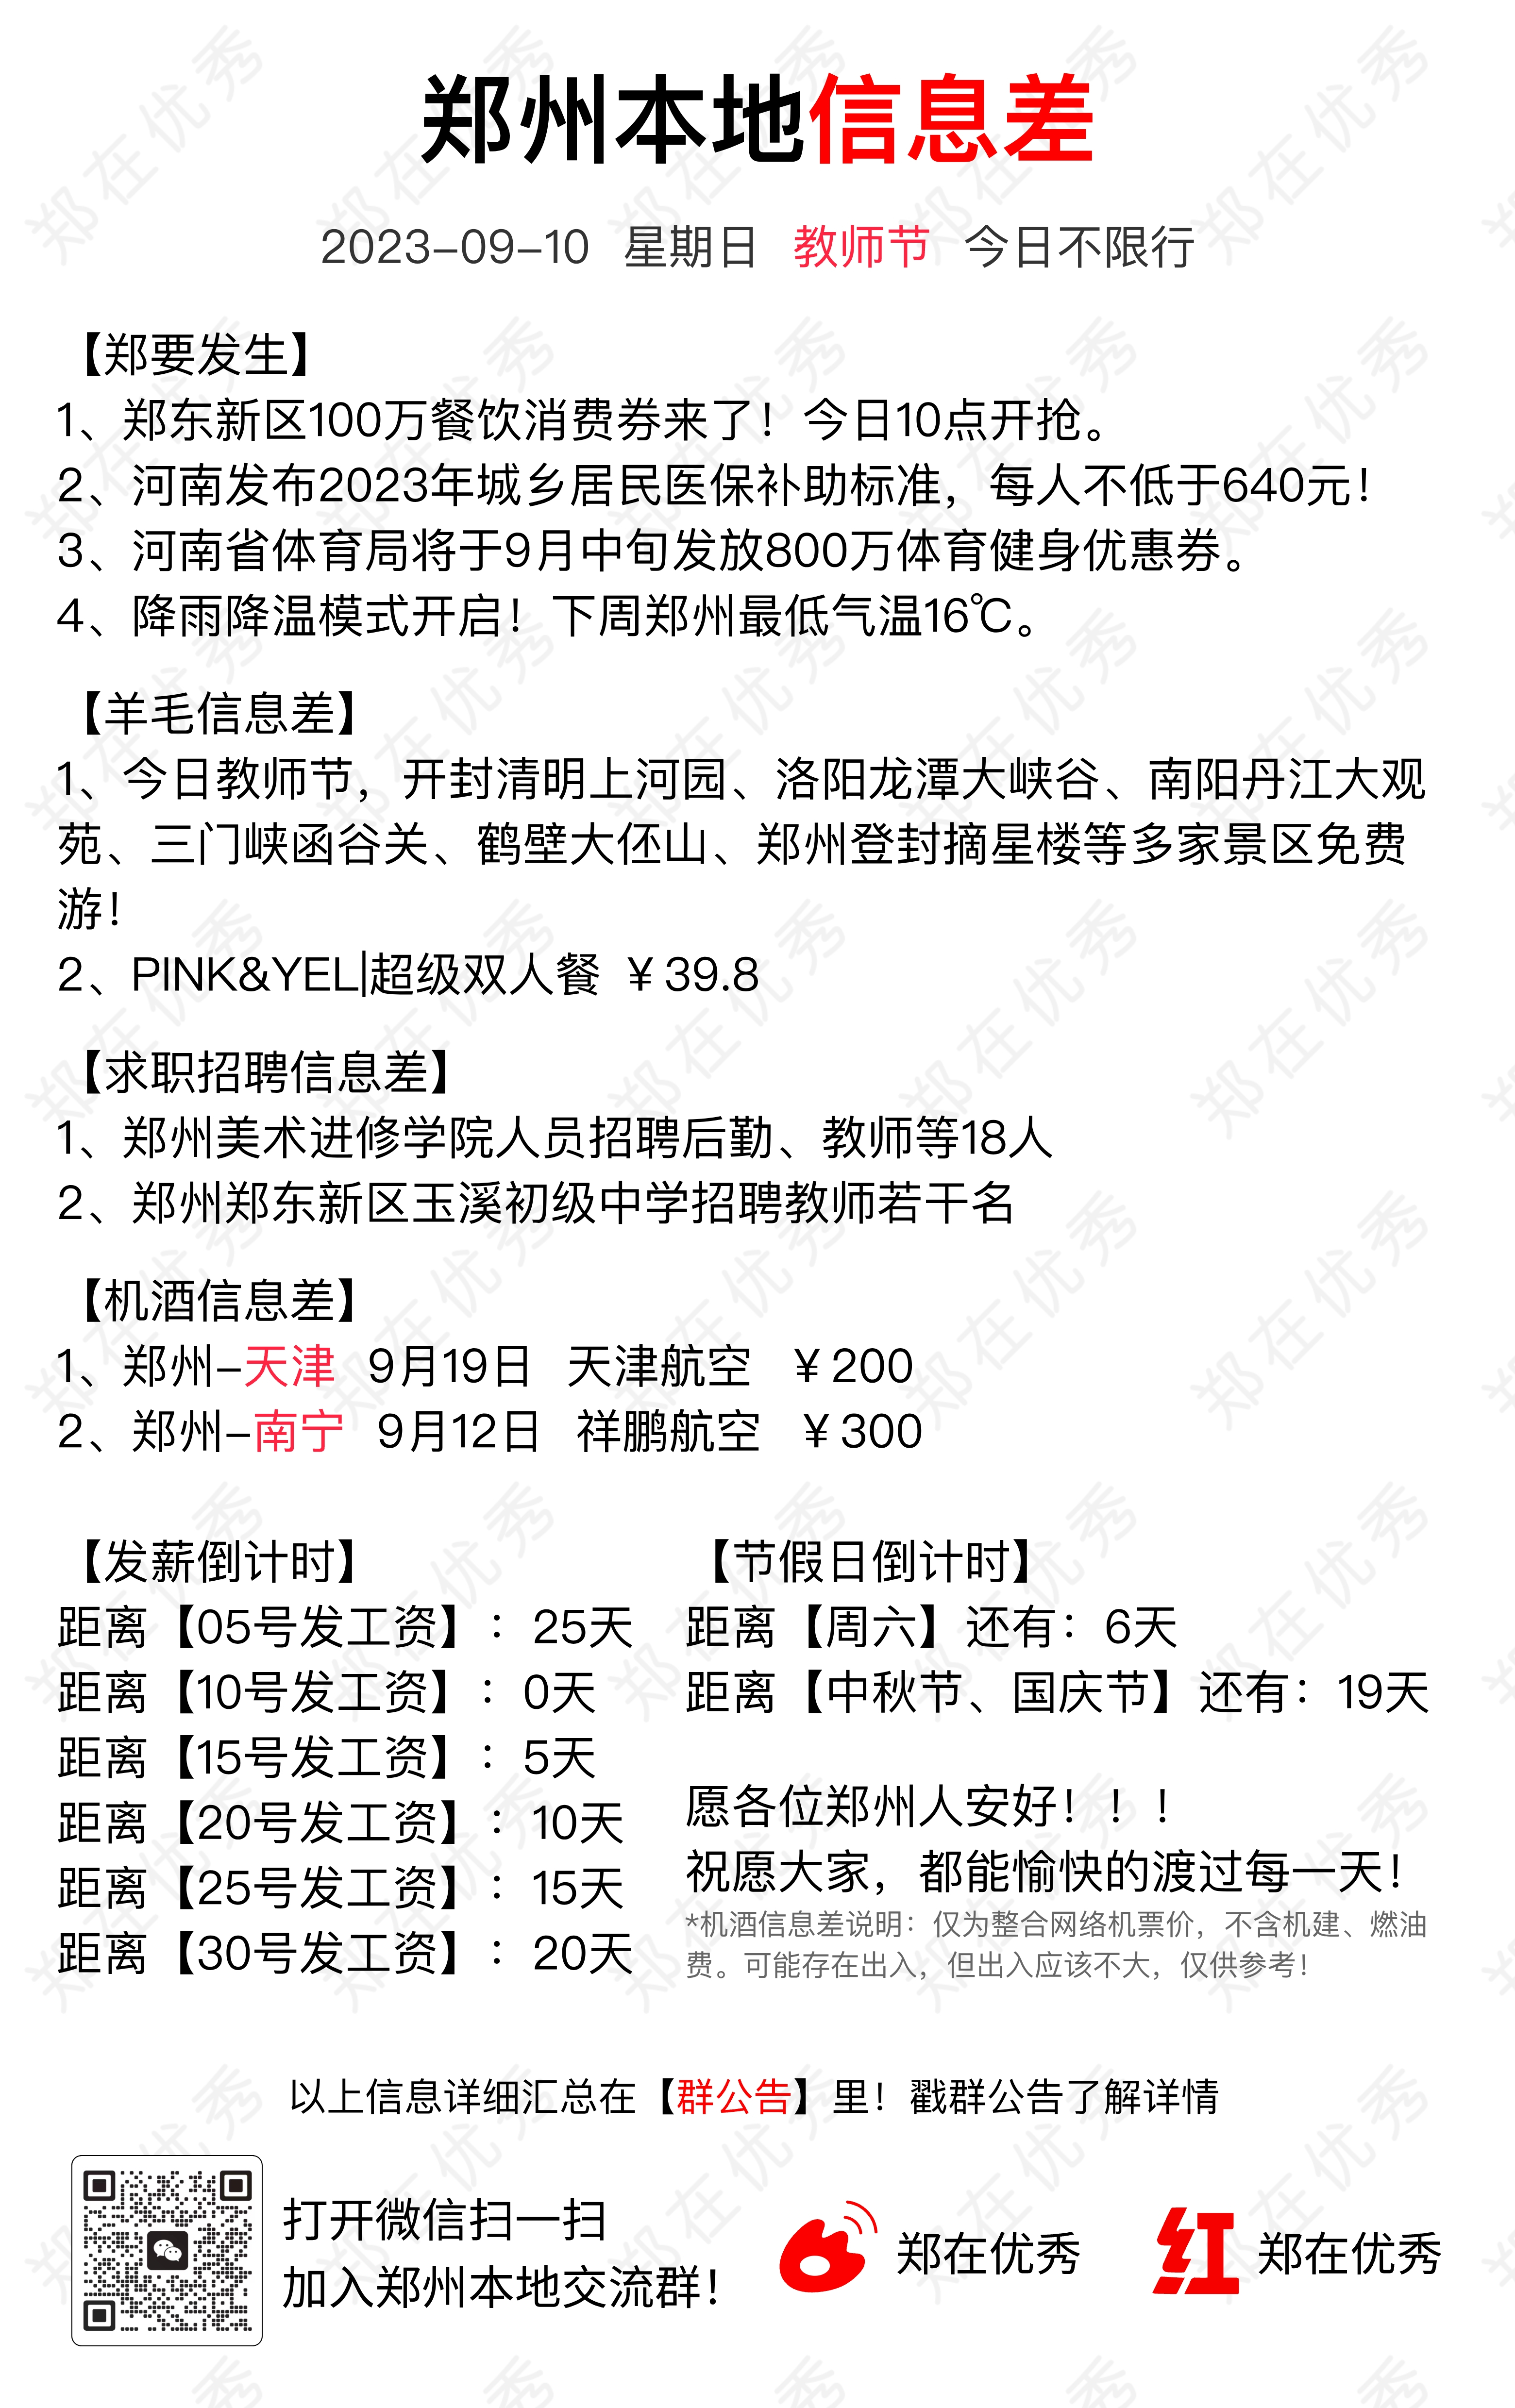 郑州本地信息差
2023-09-10 星期日 教师节 今日不限行
【郑要发生】
1、郑东新区100万餐饮消费券来了！今日10点开抢。
2、河南发布2023年城乡居民医保补助标准，每人不低于640元！
3、河南省体育局将于9月中旬发放800万体育健身优惠券。
4、降雨降温模式开启！下周郑州最低气温16℃。
【羊毛信息差】
1、今日教师节，开封清明上河园、洛阳龙潭大峡谷、南阳丹江大观
苑、三门峡函谷关、鹤壁大伾山、郑州登封摘星楼等多家景区免费
游！
2、PINK&YEL|超级双人餐 ￥39.8
【求职招聘信息差】
1、郑州美术进修学院人员招聘后勤、教师等18人
2、郑州郑东新区玉溪初级中学招聘教师若干名
【机酒信息差】
1、郑州-天津 9月19日 天津航空 ￥200
2、郑州-南宁 9月12日 祥鹏航空 ￥300
【发薪倒计时】
距离【05号发工资】：25天
距离【10号发工资】：0天
距离【15号发工资】：5天
距离【20号发工资】：10天
距离【25号发工资】：15天
距离【30号发工资】：20天
【节假日倒计时】
距离【周六】还有：6天
距离【中秋节、国庆节】还有：19天
愿各位郑州人安好！！！
祝愿大家，都能愉快的渡过每一天！
*机酒信息差说明：仅为整合网络机票价，不含机建、燃油
费。可能存在出入，但出入应该不大，仅供参考！
以上信息详细汇总在【群公告】里！戳群公告了解详情
打开微信扫一扫
加入郑州本地交流群！
郑在优秀
红 郑在优秀